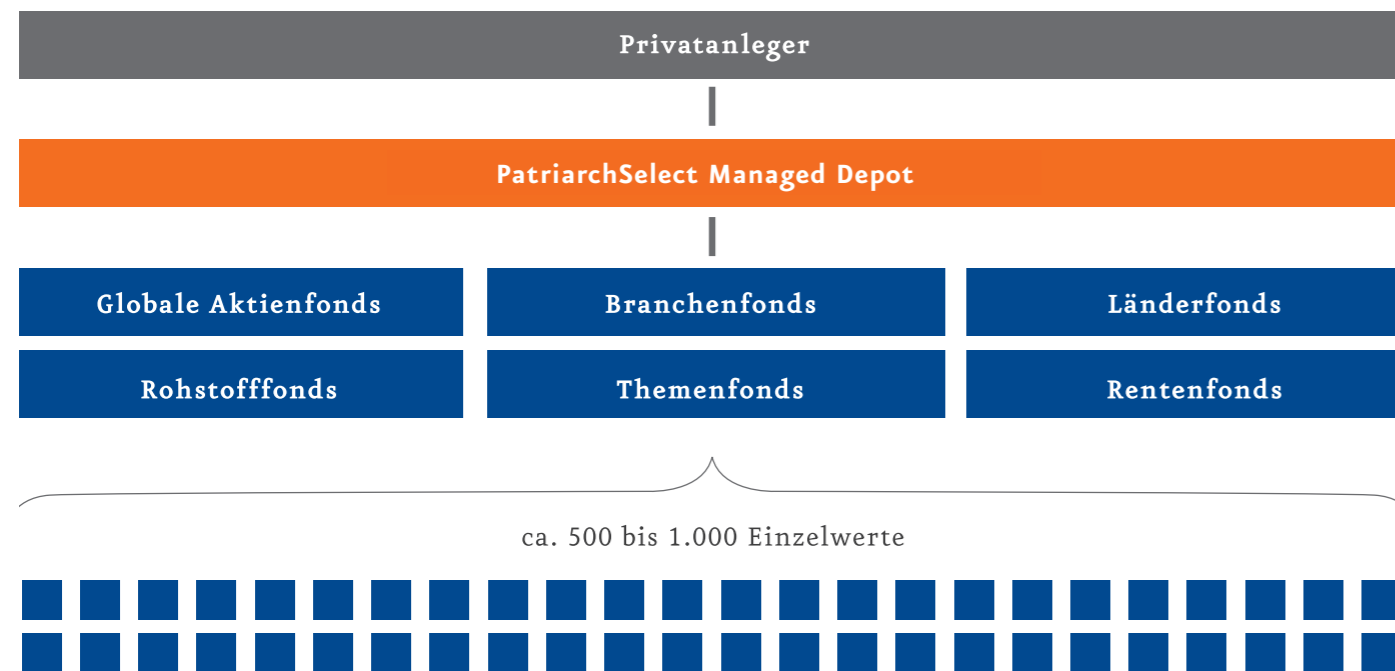 Privatanleger
PatriarchSelect Managed Depot
Globale Aktienfonds
Branchenfonds
Länderfonds
Rohstofffonds
Themenfonds
Rentenfonds
ca. 500 bis 1.000 Einzelwerte